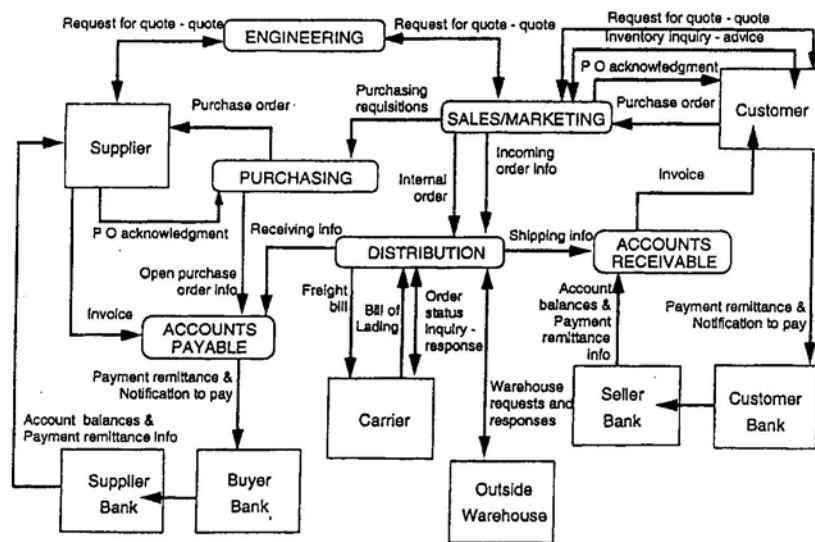 Request for quote - quote
Request for quote - quote
Request for quote - quote
Inventory inquiry - advice
ENGINEERING
P O acknowledgment
Purchasing
requisitions
Purchase order
Customer
Purchase order
SALES/MARKETING
Supplier
PURCHASING
Internal
order
Incoming
order info
Invoice
P O acknowledgment
Receiving info
DISTRIBUTION
Shipping info
ACCOUNTS
RECEIVABLE
Open purchase
order info
Freight
bill
Bill of
Lading
Order
status
inquiry -
response
Account
balances &
Payment
remittance
info
Payment remittance &
Notification to pay
Invoice
ACCOUNTS
PAYABLE
Payment remittance &
Notification to pay
Carrier
Warehouse
requests and
responses
Seller
Bank
Customer
Bank
Account balances &
Payment remittance info
Supplier
Bank
Buyer
Bank
Outside
Warehouse